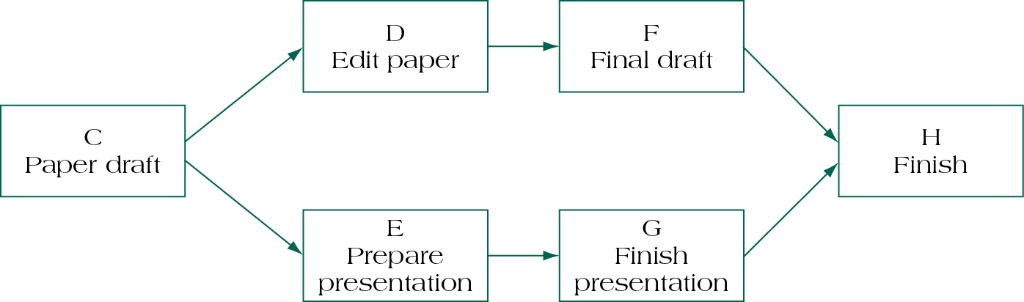 C
Paper draft
D
Edit paper
F
Final draft
E
Prepare
presentation
G
Finish
presentation
H
Finish